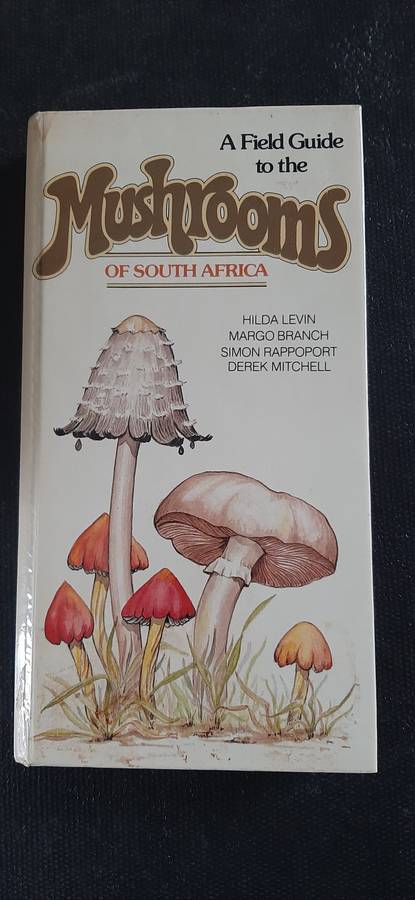 A Field Guide
to the
Mushrooms
OF SOUTH AFRICA
HILDA LEVIN
MARGO BRANCH
SIMON RAPPOPORT
DEREK MITCHELL